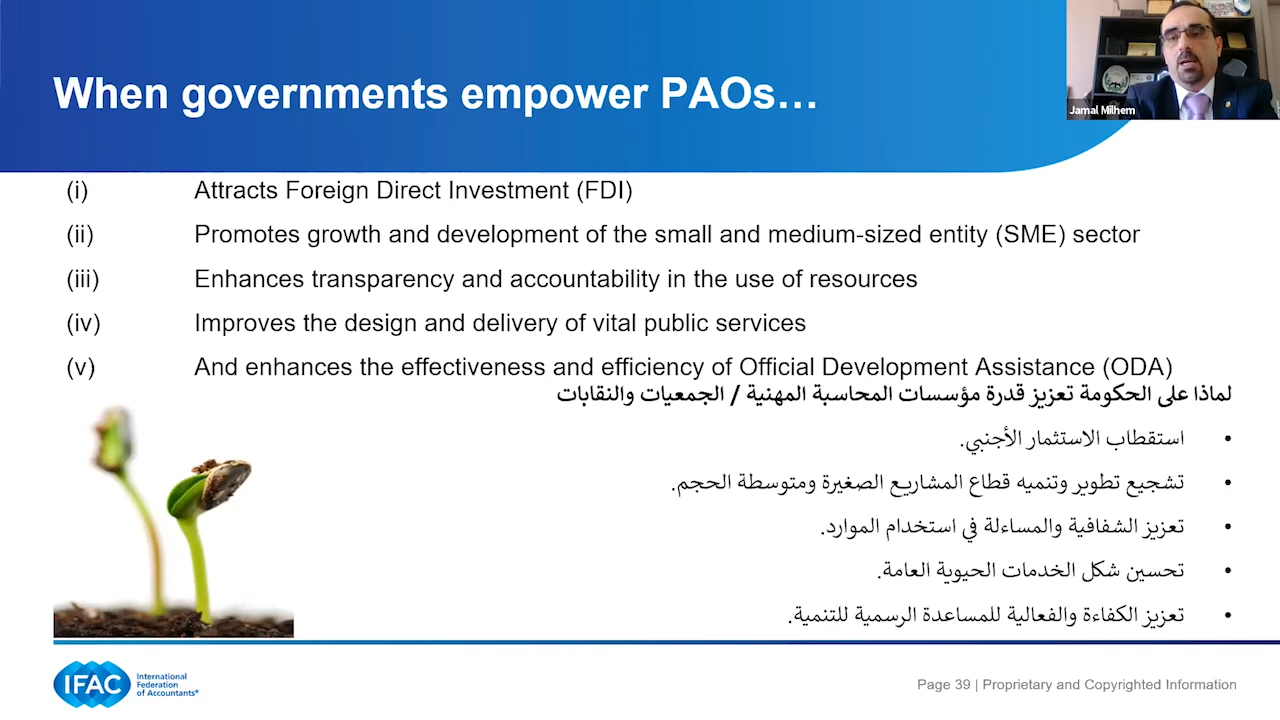 When governments empower PAOs...
Jamal Milhem
(i) Attracts Foreign Direct Investment (FDI)
(ii) Promotes growth and development of the small and medium-sized entity (SME) sector
(iii) Enhances transparency and accountability in the use of resources
(iv) Improves the design and delivery of vital public services
(v) And enhances the effectiveness and efficiency of Official Development Assistance (ODA)
لماذا على الحكومة تعزيز قدرة مؤسسات المحاسبة المهنية / الجمعيات والنقابات
• استقطاب الاستثمار الأجنبي.
• تشجيع تطوير وتنميه قطاع المشاريع الصغيرة ومتوسطة الحجم.
• تعزيز الشفافية والمساءلة في استخدام الموارد.
• تحسين شكل الخدمات الحيوية العامة.
• تعزيز الكفاءة والفعالية للمساعدة الرسمية للتنمية.
IFAC
International
Federation
of Accountants®
Page 39 | Proprietary and Copyrighted Information